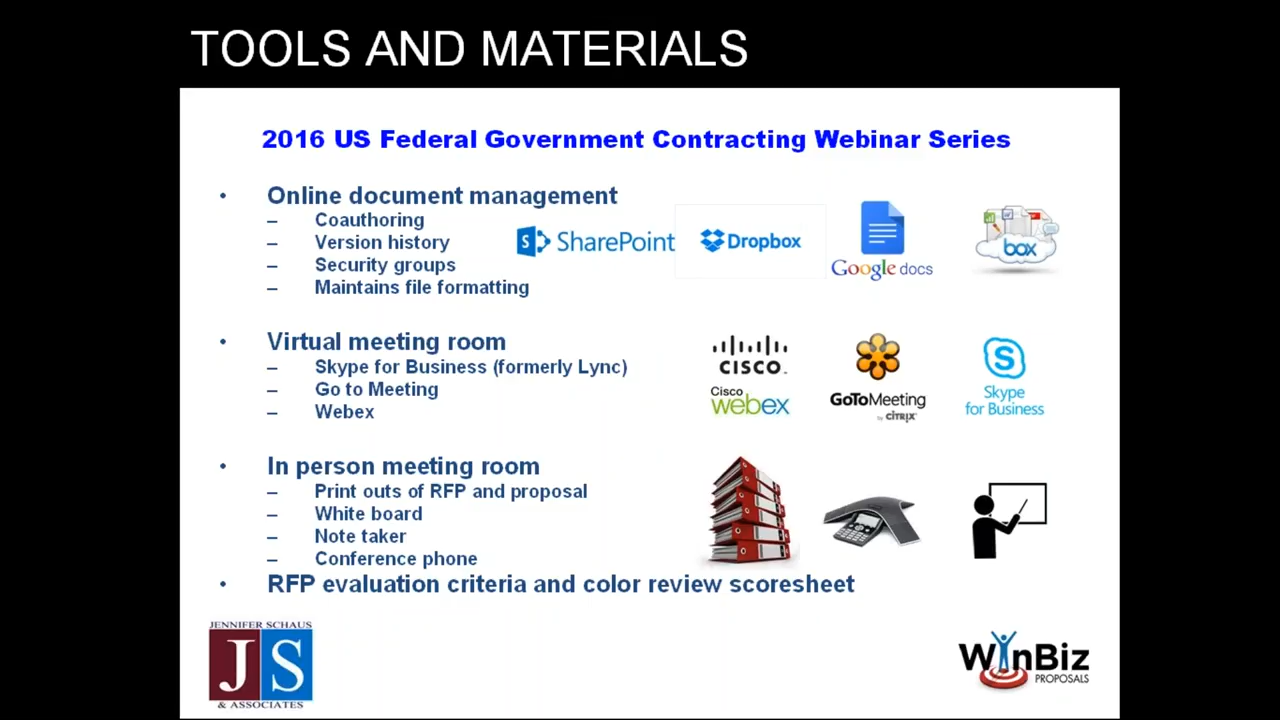 TOOLS AND MATERIALS
2016 US Federal Government Contracting Webinar Series
• Online document management
– Coauthoring
– Version history
– Security groups
– Maintains file formatting
S SharePoint
Dropbox
Google docs
box
• Virtual meeting room
– Skype for Business (formerly Lync)
– Go to Meeting
– Webex
CISCO
Cisco
webex
GoToMeeting
by CITRIX
S
Skype
for Business
• In person meeting room
– Print outs of RFP and proposal
– White board
– Note taker
– Conference phone
• RFP evaluation criteria and color review scoresheet
JENNIFER SCHAUS
JS
& ASSOCIATES
WinBiz
PROPOSALS